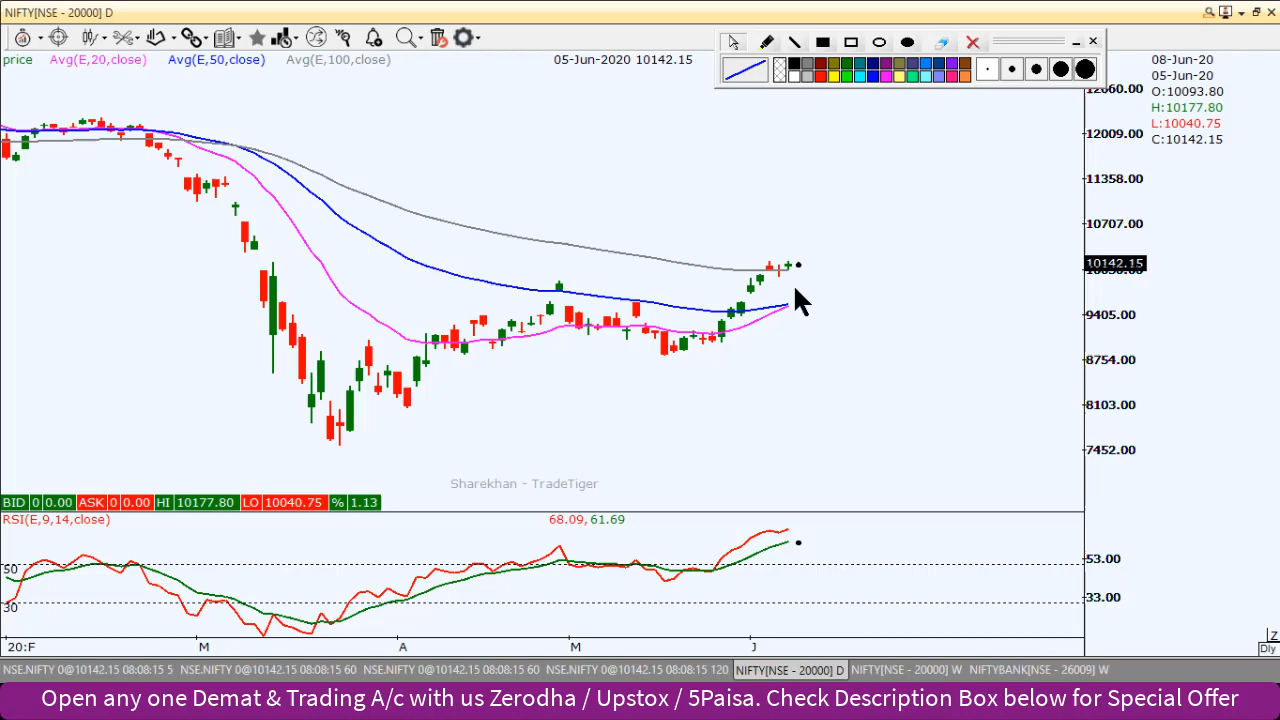 NIFTY[NSE - 20000] D
price Avg(E,20,close) Avg(E,50,close) Avg(E,100,close) 05-Jun-2020 10142.15
08-Jun-20
05-Jun-20
O:10093.80
H:10177.80
L:10040.75
C:10142.15
12009.00
11358.00
10707.00
10142.15
9405.00
8754.00
8103.00
7452.00
Sharekhan - TradeTiger
BID 0 0.00 ASK 0 0.00 HI 10177.80 LO 10040.75 % 1.13
RSI(E,9,14,close) 68.09, 61.69
50
30
53.00
33.00
20:F M A M J
Z
Dly
NSE.NIFTY 0@10142.15 08:08:15 5 NSE.NIFTY 0@10142.15 08:08:15 60 NSE.NIFTY 0@10142.15 08:08:15 60 NSE.NIFTY 0@10142.15 08:08:15 120 NIFTY[NSE - 20000] D NIFTY[NSE - 20000] W NIFTYBANK[NSE - 26009] W
Open any one Demat & Trading A/c with us Zerodha / Upstox / 5Paisa. Check Description Box below for Special Offer